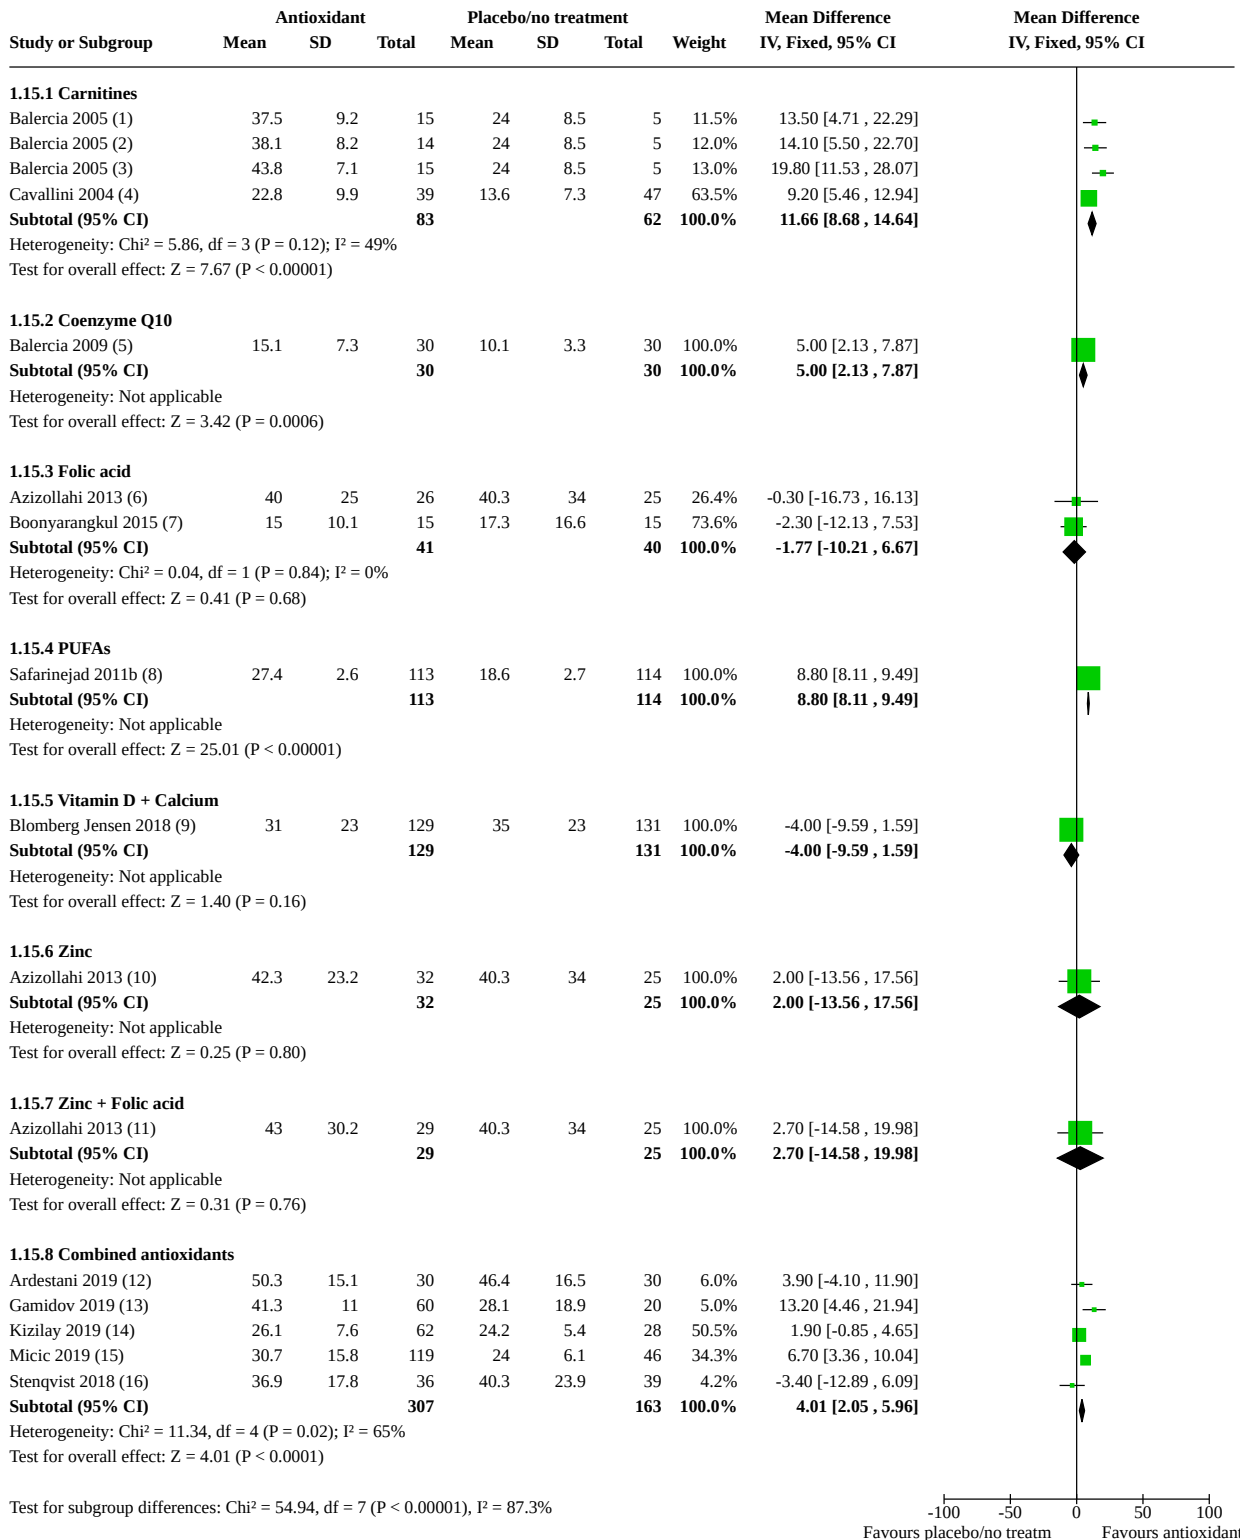 Antioxidant Placebo/no treatment Mean Difference Mean Difference
Study or Subgroup Mean SD Total Mean SD Total Weight IV, Fixed, 95% CI IV, Fixed, 95% CI
1.15.1 Carnitines
Balercia 2005 (1) 37.5 9.2 15 24 8.5 5 11.5% 13.50 [4.71 , 22.29]
Balercia 2005 (2) 38.1 8.2 14 24 8.5 5 12.0% 14.10 [5.50 , 22.70]
Balercia 2005 (3) 43.8 7.1 15 24 8.5 5 13.0% 19.80 [11.53 , 28.07]
Cavallini 2004 (4) 22.8 9.9 39 13.6 7.3 47 63.5% 9.20 [5.46 , 12.94]
Subtotal (95% CI) 83 62 100.0% 11.66 [8.68 , 14.64]
Heterogeneity: Chi² = 5.86, df = 3 (P = 0.12); I² = 49%
Test for overall effect: Z = 7.67 (P < 0.00001)
1.15.2 Coenzyme Q10
Balercia 2009 (5) 15.1 7.3 30 10.1 3.3 30 100.0% 5.00 [2.13 , 7.87]
Subtotal (95% CI) 30 30 100.0% 5.00 [2.13 , 7.87]
Heterogeneity: Not applicable
Test for overall effect: Z = 3.42 (P = 0.0006)
1.15.3 Folic acid
Azizollahi 2013 (6) 40 25 26 40.3 34 25 26.4% -0.30 [-16.73 , 16.13]
Boonyarangkul 2015 (7) 15 10.1 15 17.3 16.6 15 73.6% -2.30 [-12.13 , 7.53]
Subtotal (95% CI) 41 40 100.0% -1.77 [-10.21 , 6.67]
Heterogeneity: Chi² = 0.04, df = 1 (P = 0.84); I² = 0%
Test for overall effect: Z = 0.41 (P = 0.68)
1.15.4 PUFAs
Safarinejad 2011b (8) 27.4 2.6 113 18.6 2.7 114 100.0% 8.80 [8.11 , 9.49]
Subtotal (95% CI) 113 114 100.0% 8.80 [8.11 , 9.49]
Heterogeneity: Not applicable
Test for overall effect: Z = 25.01 (P < 0.00001)
1.15.5 Vitamin D + Calcium
Blomberg Jensen 2018 (9) 31 23 129 35 23 131 100.0% -4.00 [-9.59 , 1.59]
Subtotal (95% CI) 129 131 100.0% -4.00 [-9.59 , 1.59]
Heterogeneity: Not applicable
Test for overall effect: Z = 1.40 (P = 0.16)
1.15.6 Zinc
Azizollahi 2013 (10) 42.3 23.2 32 40.3 34 25 100.0% 2.00 [-13.56 , 17.56]
Subtotal (95% CI) 32 25 100.0% 2.00 [-13.56 , 17.56]
Heterogeneity: Not applicable
Test for overall effect: Z = 0.25 (P = 0.80)
1.15.7 Zinc + Folic acid
Azizollahi 2013 (11) 43 30.2 29 40.3 34 25 100.0% 2.70 [-14.58 , 19.98]
Subtotal (95% CI) 29 25 100.0% 2.70 [-14.58 , 19.98]
Heterogeneity: Not applicable
Test for overall effect: Z = 0.31 (P = 0.76)
1.15.8 Combined antioxidants
Ardestani 2019 (12) 50.3 15.1 30 46.4 16.5 30 6.0% 3.90 [-4.10 , 11.90]
Gamidov 2019 (13) 41.3 11 60 28.1 18.9 20 5.0% 13.20 [4.46 , 21.94]
Kizilay 2019 (14) 26.1 7.6 62 24.2 5.4 28 50.5% 1.90 [-0.85 , 4.65]
Micic 2019 (15) 30.7 15.8 119 24 6.1 46 34.3% 6.70 [3.36 , 10.04]
Stenqvist 2018 (16) 36.9 17.8 36 40.3 23.9 39 4.2% -3.40 [-12.89 , 6.09]
Subtotal (95% CI) 307 163 100.0% 4.01 [2.05 , 5.96]
Heterogeneity: Chi² = 11.34, df = 4 (P = 0.02); I² = 65%
Test for overall effect: Z = 4.01 (P < 0.0001)
Test for subgroup differences: Chi² = 54.94, df = 7 (P < 0.00001), I² = 87.3%
-100 -50 0 50 100
Favours placebo/no treatm Favours antioxidant